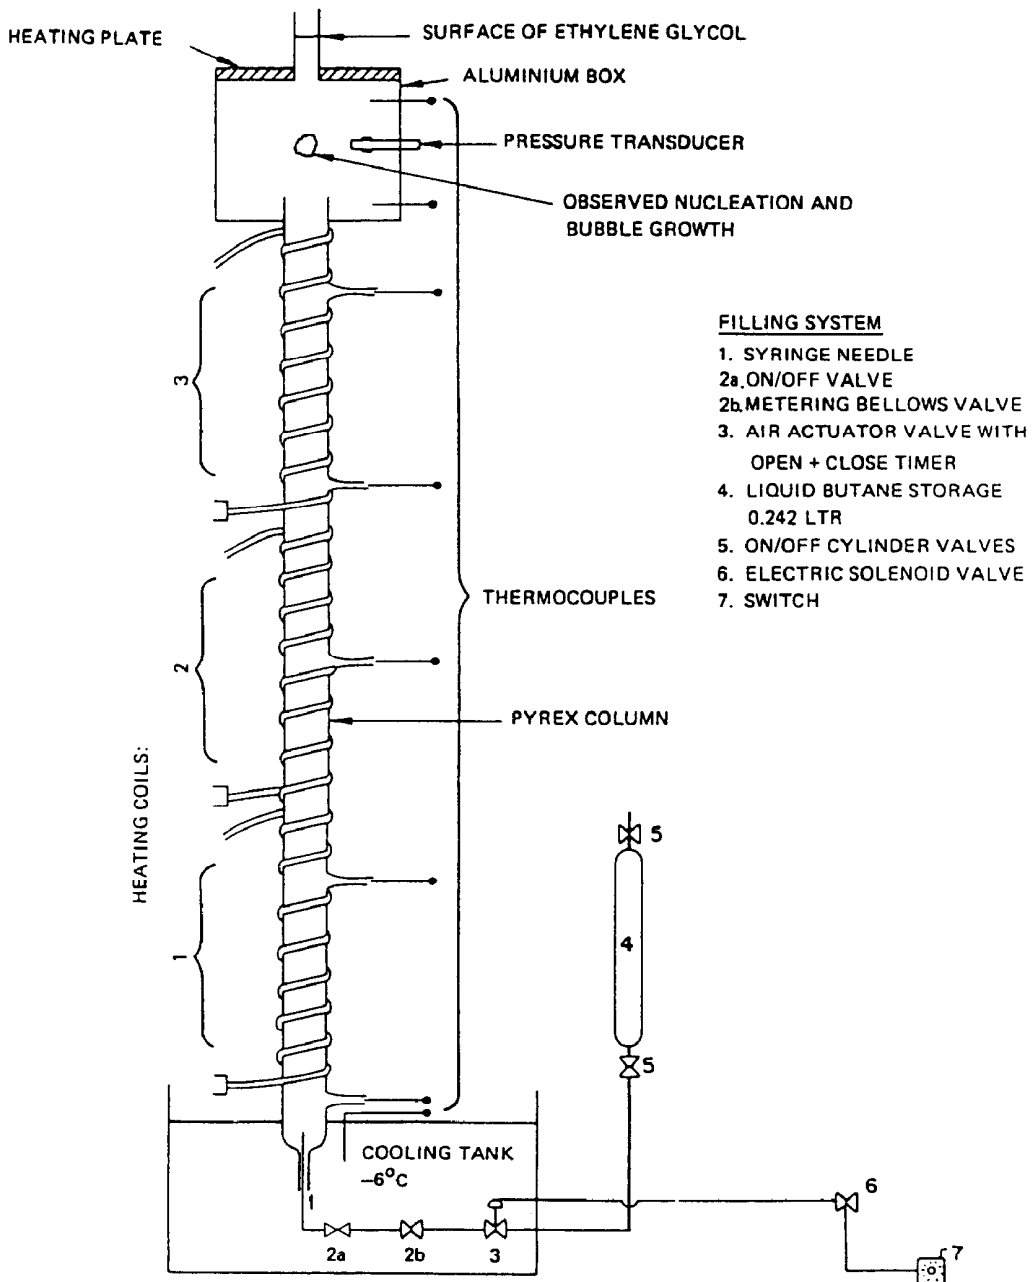 HEATING PLATE
SURFACE OF ETHYLENE GLYCOL
ALUMINIUM BOX
PRESSURE TRANSDUCER
OBSERVED NUCLEATION AND
BUBBLE GROWTH
FILLING SYSTEM
1. SYRINGE NEEDLE
2a. ON/OFF VALVE
2b. METERING BELLOWS VALVE
3. AIR ACTUATOR VALVE WITH
OPEN + CLOSE TIMER
4. LIQUID BUTANE STORAGE
0.242 LTR
5. ON/OFF CYLINDER VALVES
6. ELECTRIC SOLENOID VALVE
7. SWITCH
3
THERMOCOUPLES
2
PYREX COLUMN
HEATING COILS:
1
5
4
5
COOLING TANK
–6°C
1
2a
2b
3
6
7